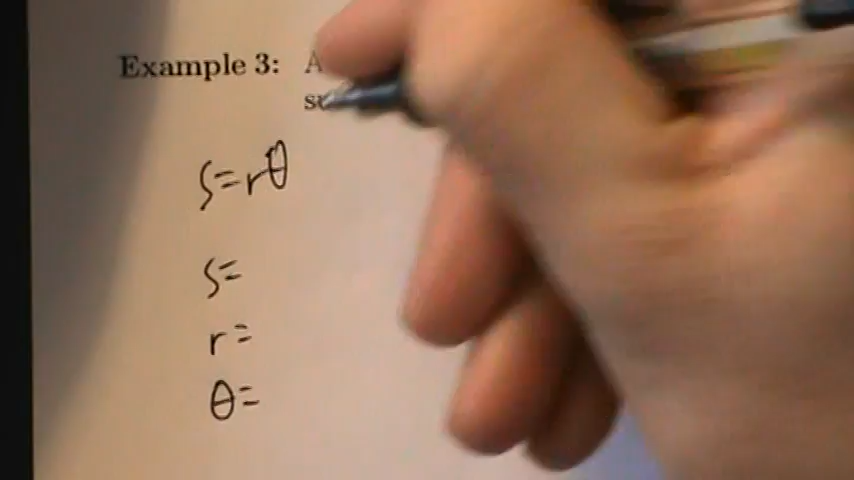 Example 3: A
s=rθ
s=
r=
θ=